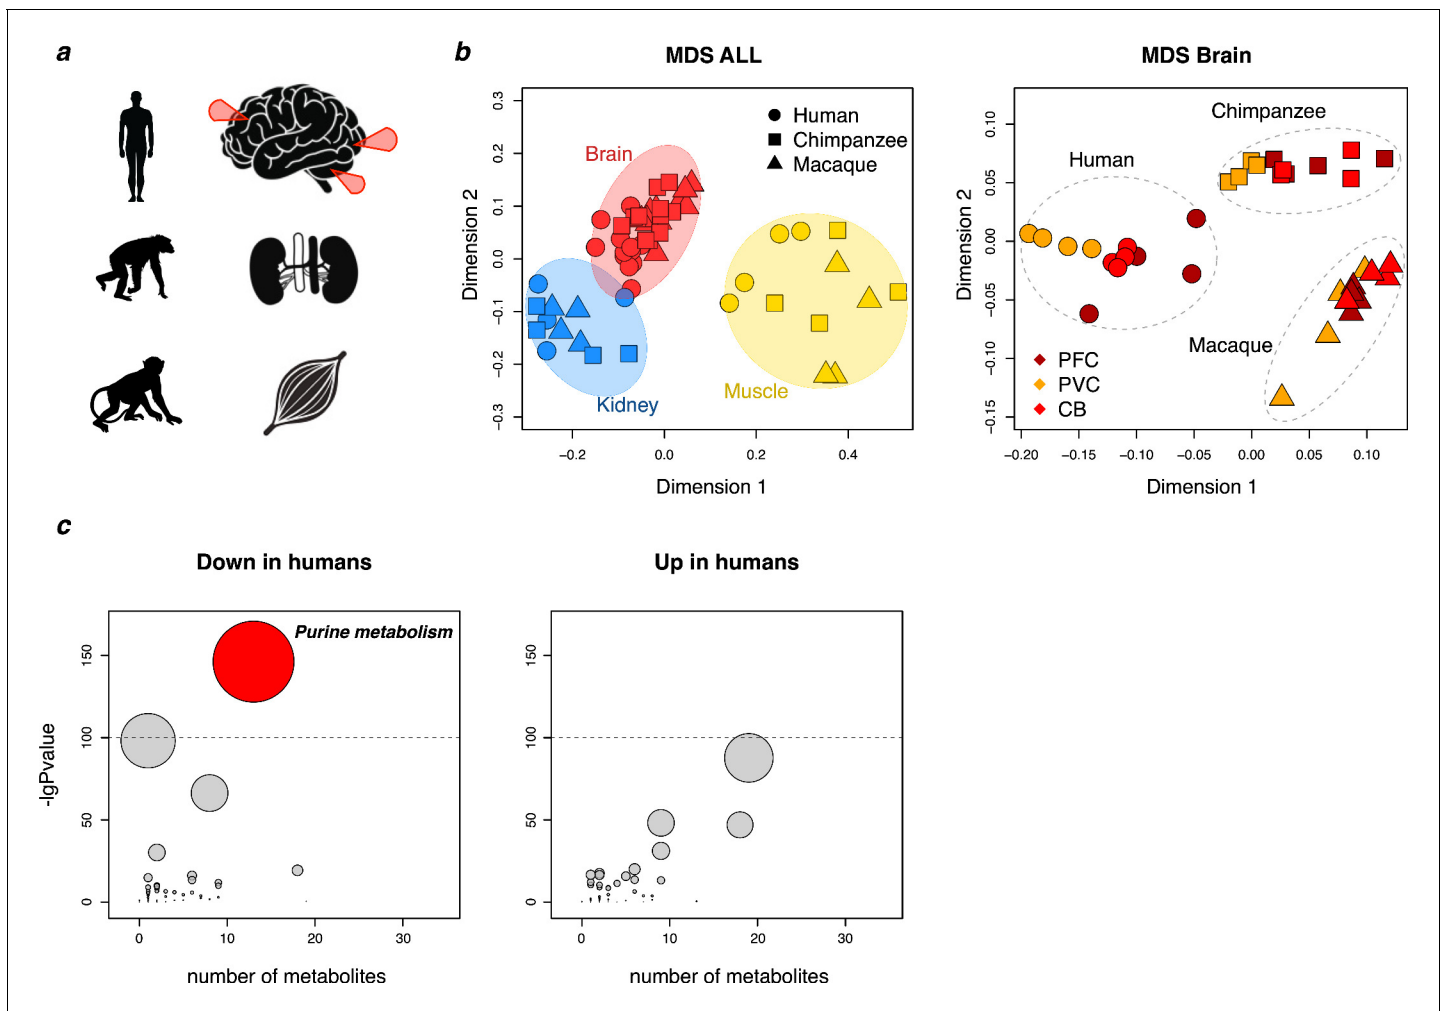 a
b
MDS ALL
MDS Brain
0.3
0.2
0.1
0.0
−0.1
−0.2
−0.3
Dimension 2
Human
Chimpanzee
Macaque
Brain
Kidney
Muscle
−0.2
0.0
0.2
0.4
Dimension 1
0.10
0.05
0.00
−0.05
−0.10
−0.15
Dimension 2
Chimpanzee
Human
Macaque
PFC
PVC
CB
−0.20
−0.15
−0.10
−0.05
0.00
0.05
0.10
Dimension 1
c
Down in humans
Up in humans
-lgPvalue
150
100
50
0
Purine metabolism
0
10
20
30
number of metabolites
150
100
50
0
0
10
20
30
number of metabolites